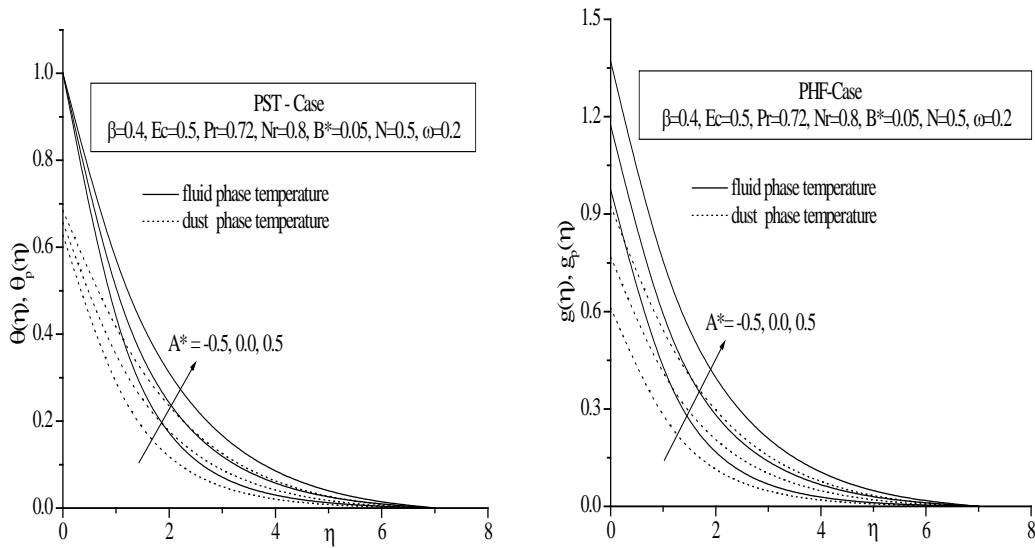 PST - Case
β=0.4, Ec=0.5, Pr=0.72, Nr=0.8, B*=0.05, N=0.5, ω=0.2
fluid phase temperature
dust phase temperature
A* = -0.5, 0.0, 0.5
θ(η), θp(η)
1.0
0.8
0.6
0.4
0.2
0.0
0
2
4
6
8
η
PHF-Case
β=0.4, Ec=0.5, Pr=0.72, Nr=0.8, B*=0.05, N=0.5, ω=0.2
fluid phase temperature
dust phase temperature
A* = -0.5, 0.0, 0.5
g(η), gp(η)
1.5
1.2
0.9
0.6
0.3
0.0
0
2
4
6
8
η